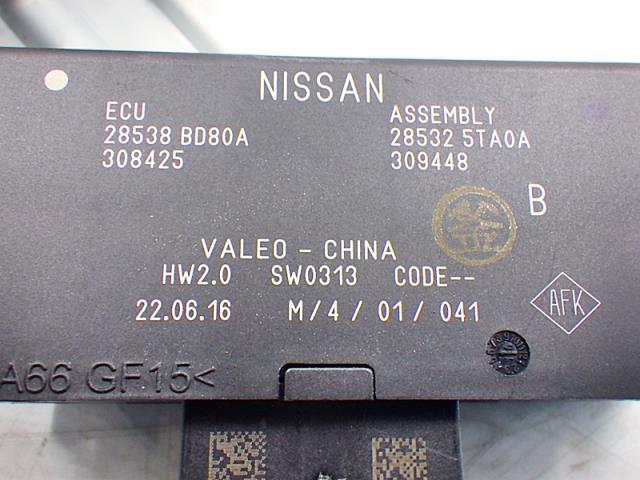 NISSAN
ECU ASSEMBLY
28538 BD80A 28532 5TA0A
308425 309448
B
VALEO - CHINA
HW2.0 SW0313 CODE--
AFK
22.06.16 M/4/01/041
A66 GF15<